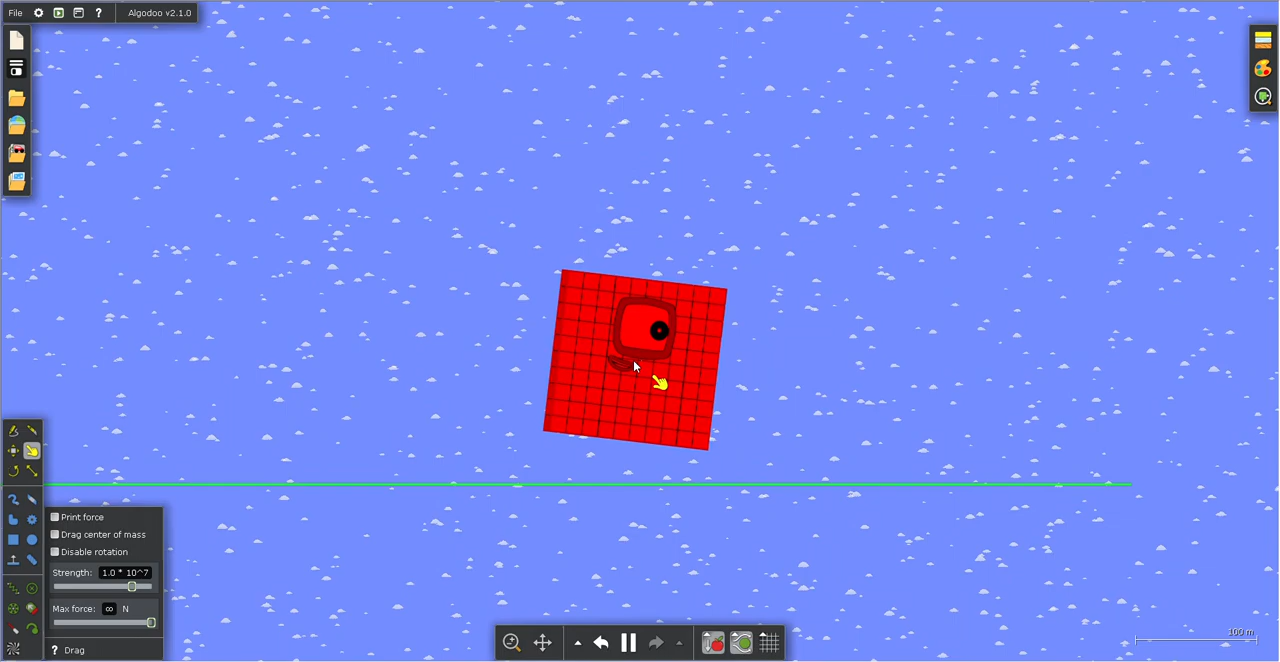 File ? Algodoo v2.1.0
Print force
Drag center of mass
Disable rotation
Strength: 1.0 * 10^7
Max force: ∞ N
? Drag
100 m